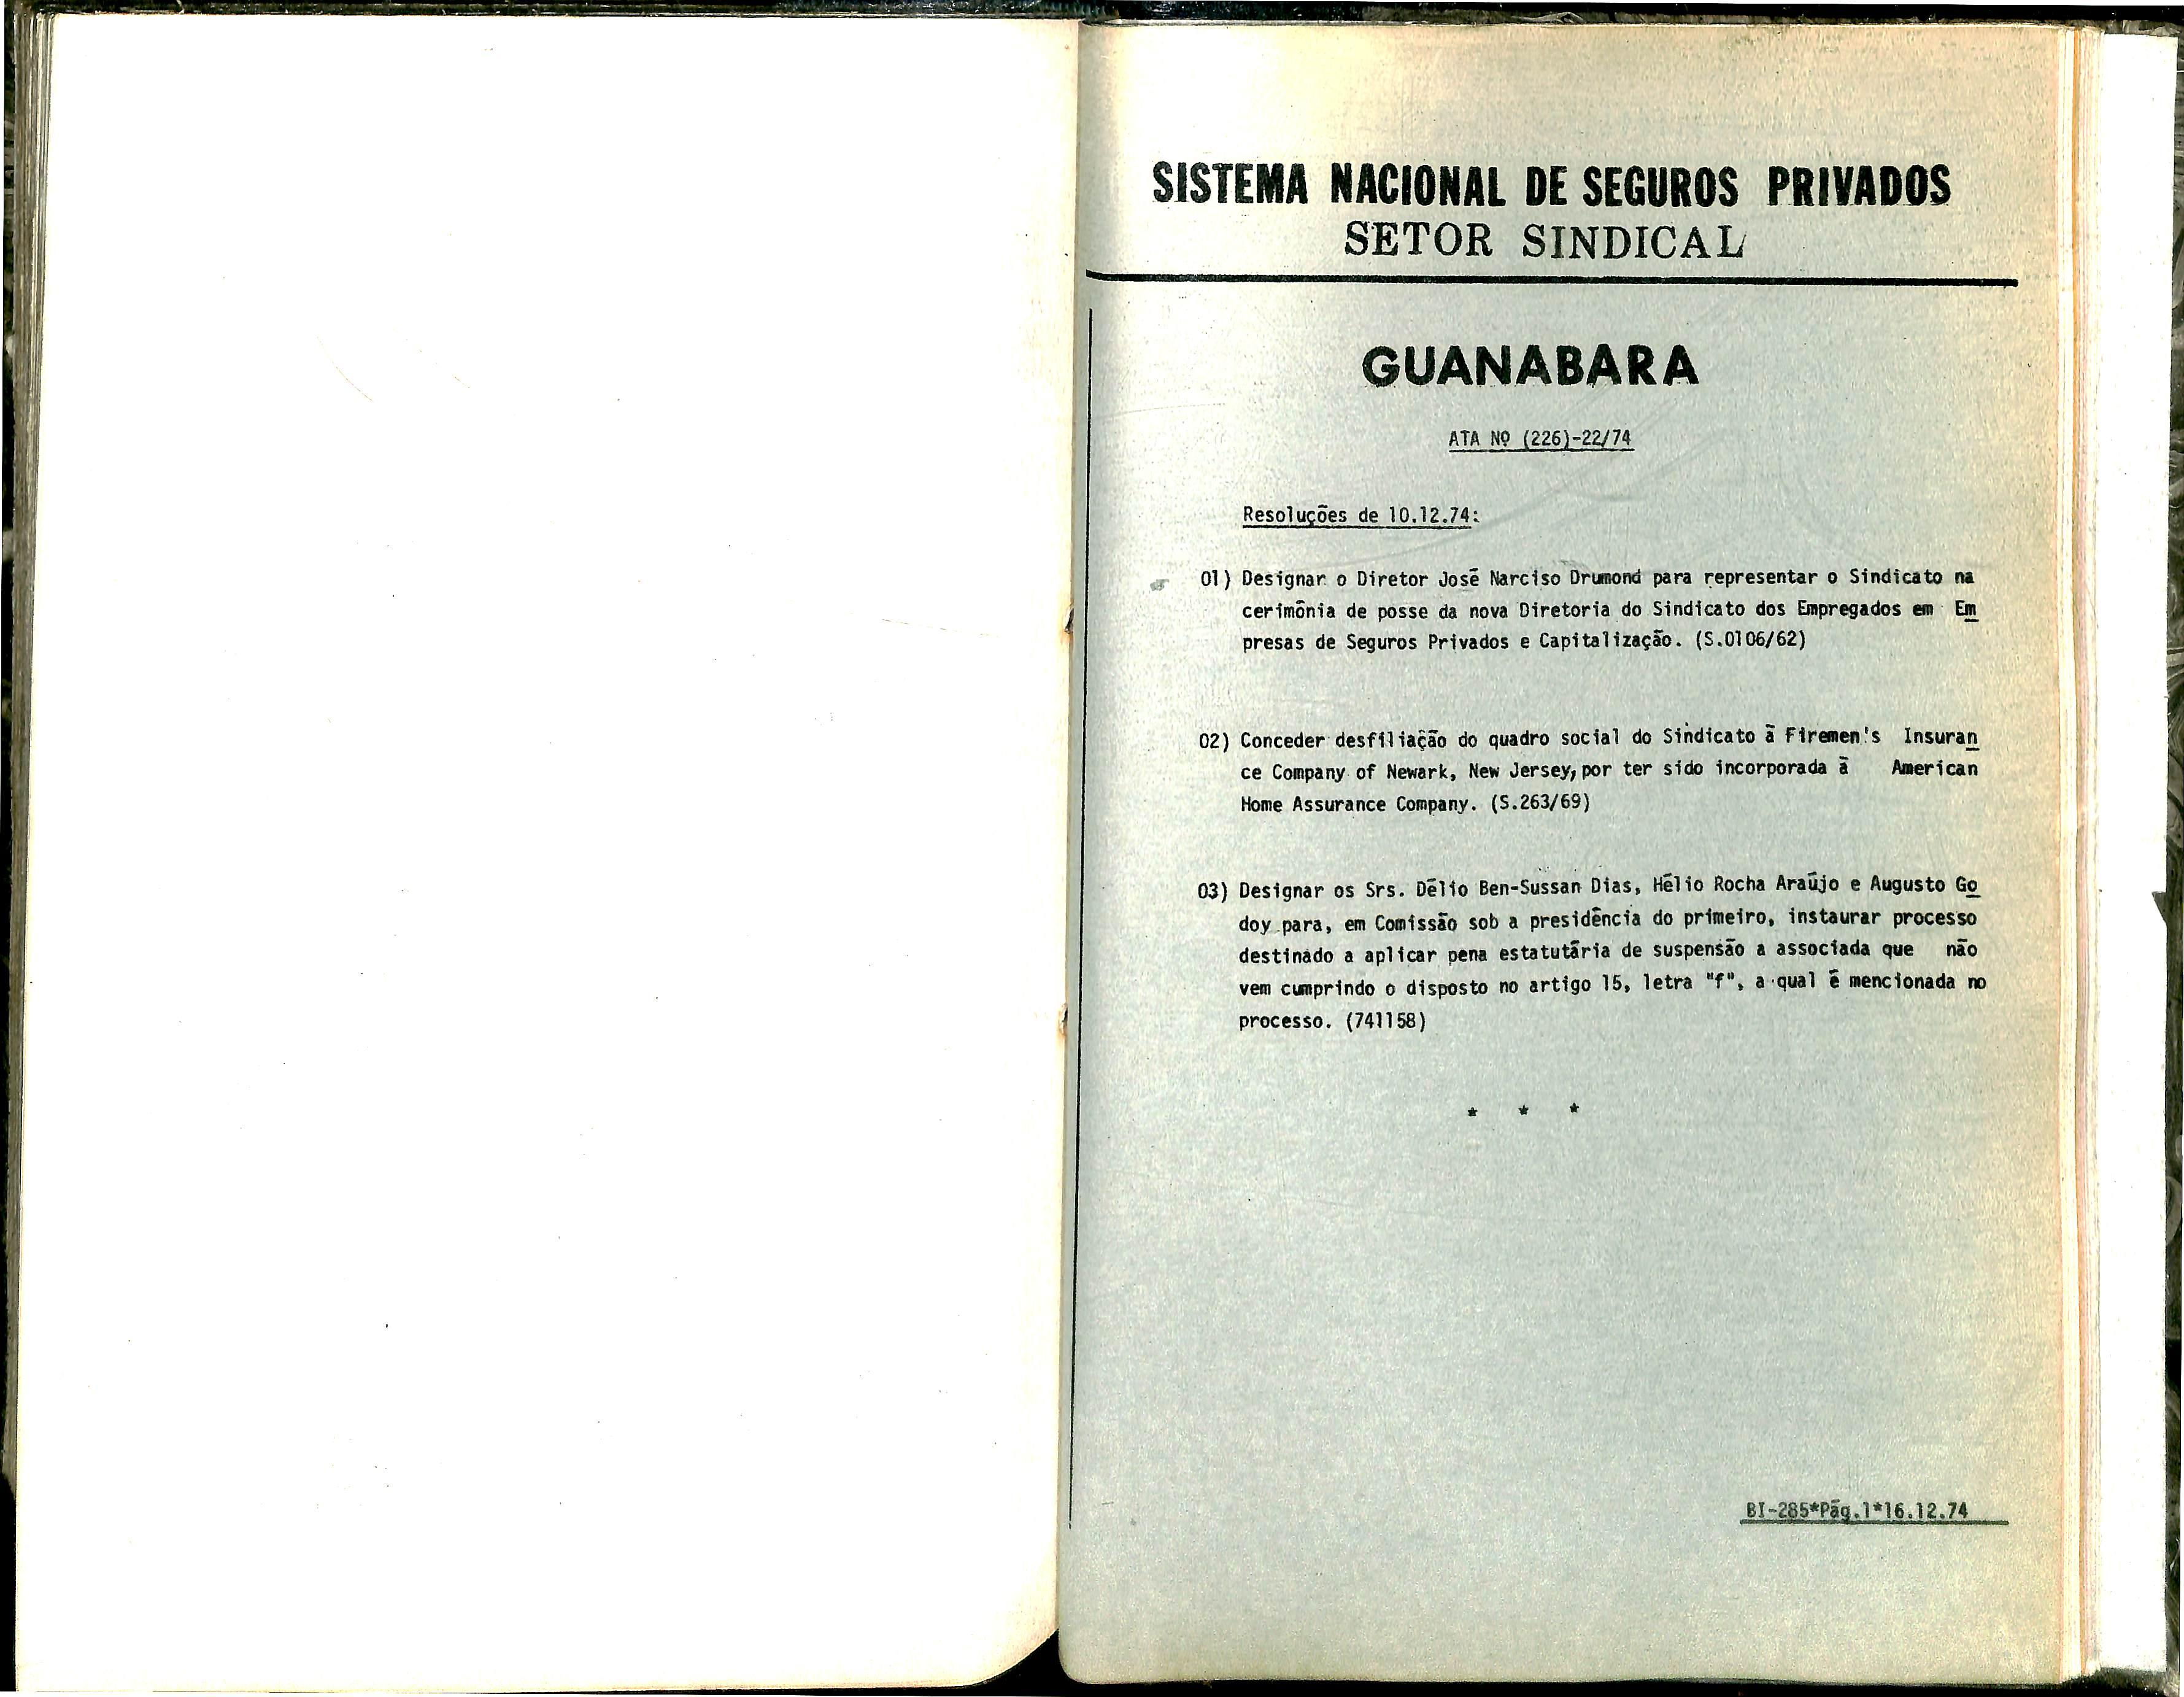 SISTEMA NACIONAL DE SEGUROS PRIVADOS
SETOR SINDICAL
GUANABARA
ATA Nº (226)-22/74
Resoluções de 10.12.74:
01) Designar o Diretor José Narciso Drumond para representar o Sindicato na
cerimônia de posse da nova Diretoria do Sindicato dos Empregados em Em
presas de Seguros Privados e Capitalização. (S.0106/62)
02) Conceder desfiliação do quadro social do Sindicato à Firemen's Insuran
ce Company of Newark, New Jersey, por ter sido incorporada à American
Home Assurance Company. (S.263/69)
03) Designar os Srs. Délio Ben-Sussan Dias, Hélio Rocha Araújo e Augusto Go
doy para, em Comissão sob a presidência do primeiro, instaurar processo
destinado a aplicar pena estatutária de suspensão a associada que não
vem cumprindo o disposto no artigo 15, letra "f", a qual é mencionada no
processo. (741158)
* * *
BI-285*Pág.1*16.12.74